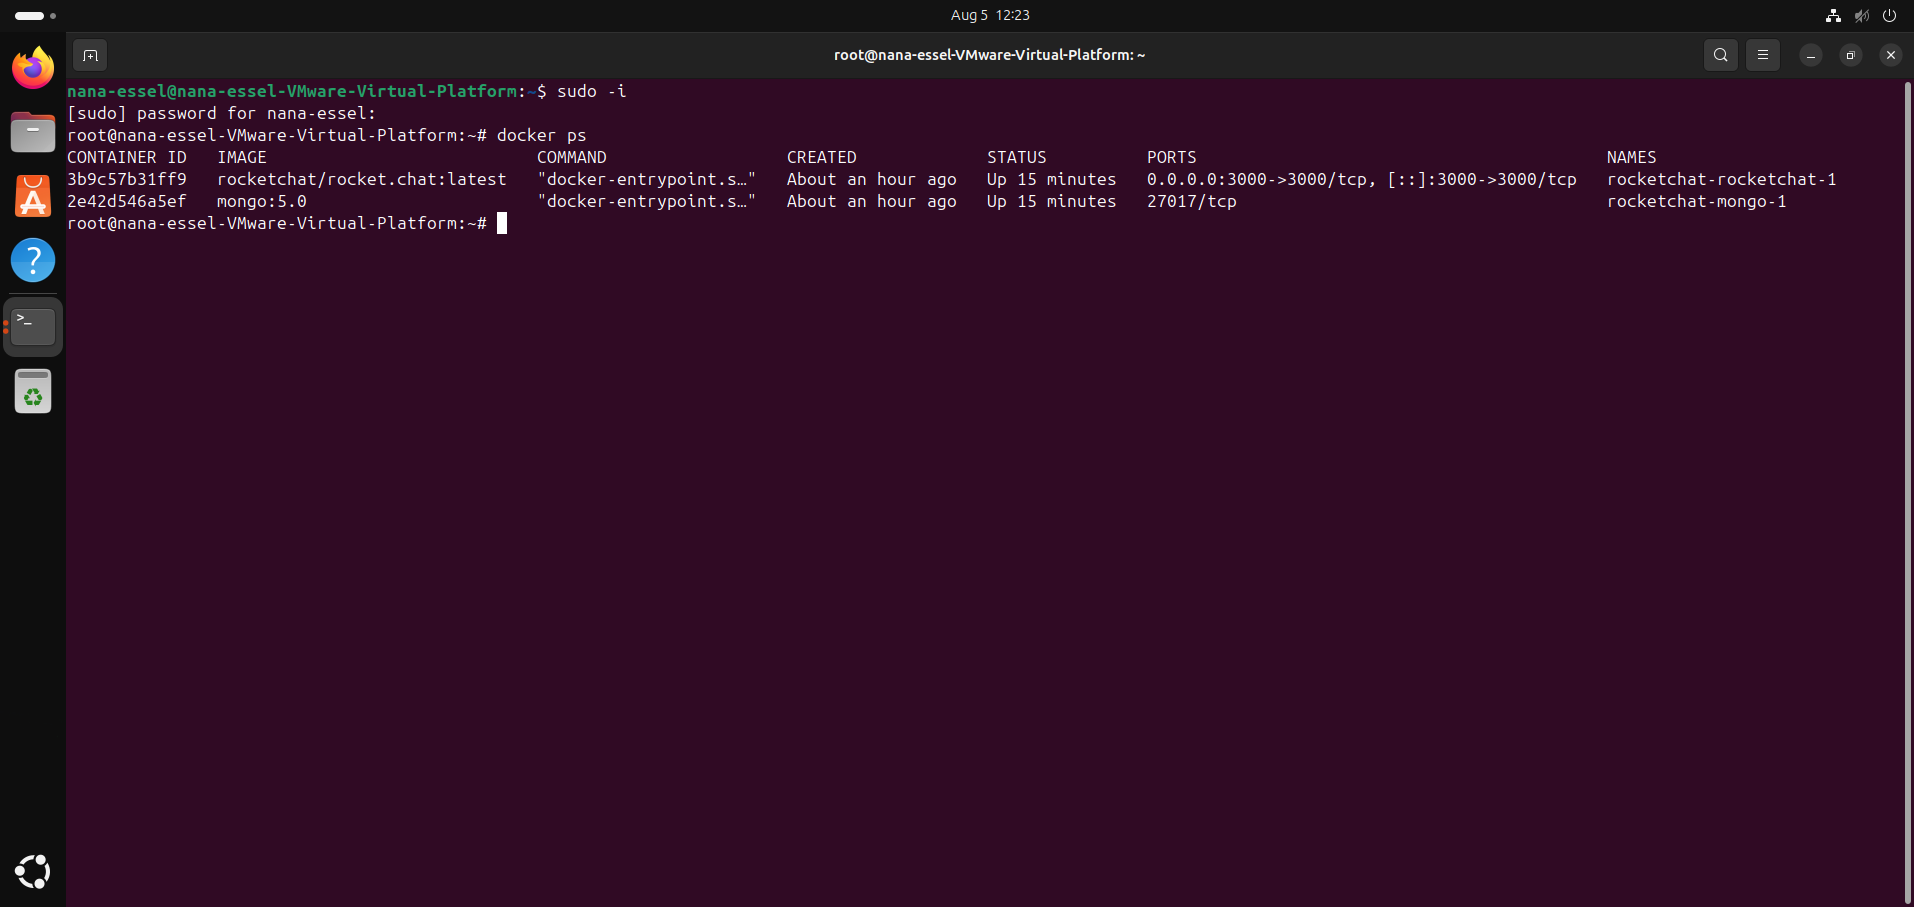 Aug 5 12:23
root@nana-essel-VMware-Virtual-Platform: ~
nana-essel@nana-essel-VMware-Virtual-Platform:~$ sudo -i
[sudo] password for nana-essel:
root@nana-essel-VMware-Virtual-Platform:~# docker ps
CONTAINER ID   IMAGE                           COMMAND                  CREATED             STATUS          PORTS                                         NAMES
3b9c57b31ff9   rocketchat/rocket.chat:latest   "docker-entrypoint.s…"   About an hour ago   Up 15 minutes   0.0.0.0:3000->3000/tcp, [::]:3000->3000/tcp   rocketchat-rocketchat-1
2e42d546a5ef   mongo:5.0                       "docker-entrypoint.s…"   About an hour ago   Up 15 minutes   27017/tcp                                     rocketchat-mongo-1
root@nana-essel-VMware-Virtual-Platform:~#